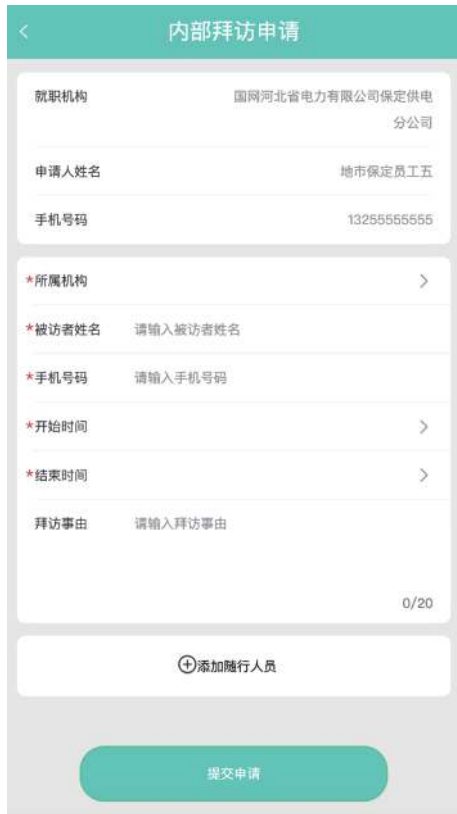 内部拜访申请
就职机构 国网河北省电力有限公司保定供电
分公司
申请人姓名 地市保定员工五
手机号码 13255555555
*所属机构
*被访者姓名 请输入被访者姓名
*手机号码 请输入手机号码
*开始时间
*结束时间
拜访事由 请输入拜访事由
0/20
添加随行人员
提交申请